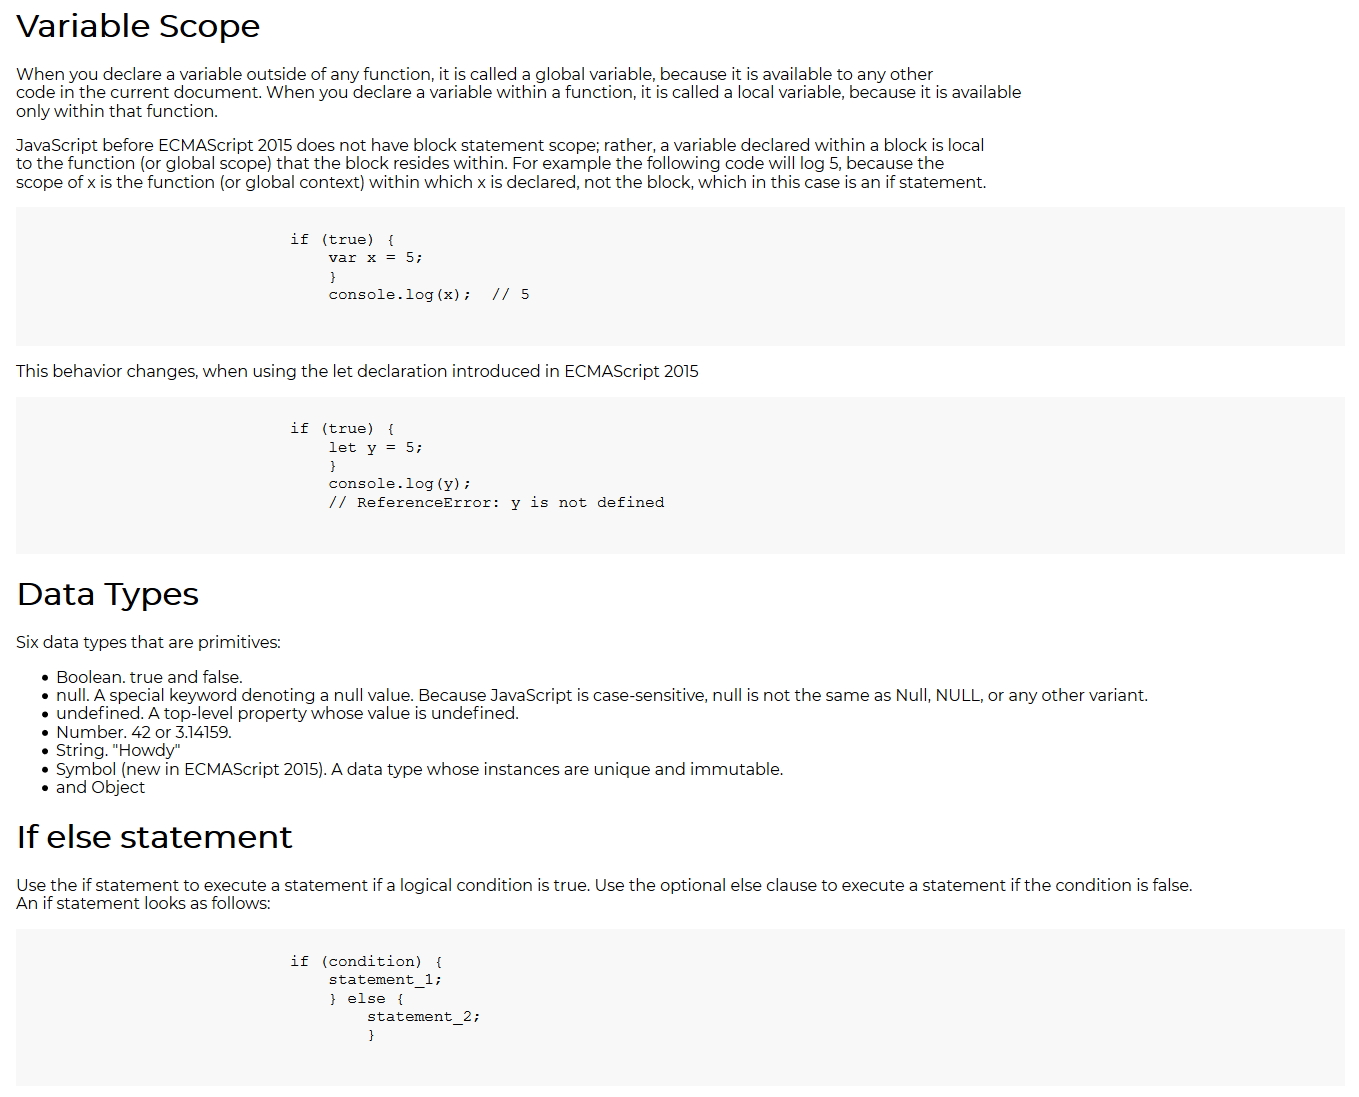 Variable Scope
When you declare a variable outside of any function, it is called a global variable, because it is available to any other
code in the current document. When you declare a variable within a function, it is called a local variable, because it is available
only within that function.
JavaScript before ECMAScript 2015 does not have block statement scope; rather, a variable declared within a block is local
to the function (or global scope) that the block resides within. For example the following code will log 5, because the
scope of x is the function (or global context) within which x is declared, not the block, which in this case is an if statement.
if (true) {
var x = 5;
}
console.log(x);  // 5
This behavior changes, when using the let declaration introduced in ECMAScript 2015
if (true) {
let y = 5;
}
console.log(y);
// ReferenceError: y is not defined
Data Types
Six data types that are primitives:
• Boolean. true and false.
• null. A special keyword denoting a null value. Because JavaScript is case-sensitive, null is not the same as Null, NULL, or any other variant.
• undefined. A top-level property whose value is undefined.
• Number. 42 or 3.14159.
• String. "Howdy"
• Symbol (new in ECMAScript 2015). A data type whose instances are unique and immutable.
• and Object
If else statement
Use the if statement to execute a statement if a logical condition is true. Use the optional else clause to execute a statement if the condition is false.
An if statement looks as follows:
if (condition) {
statement_1;
} else {
statement_2;
}